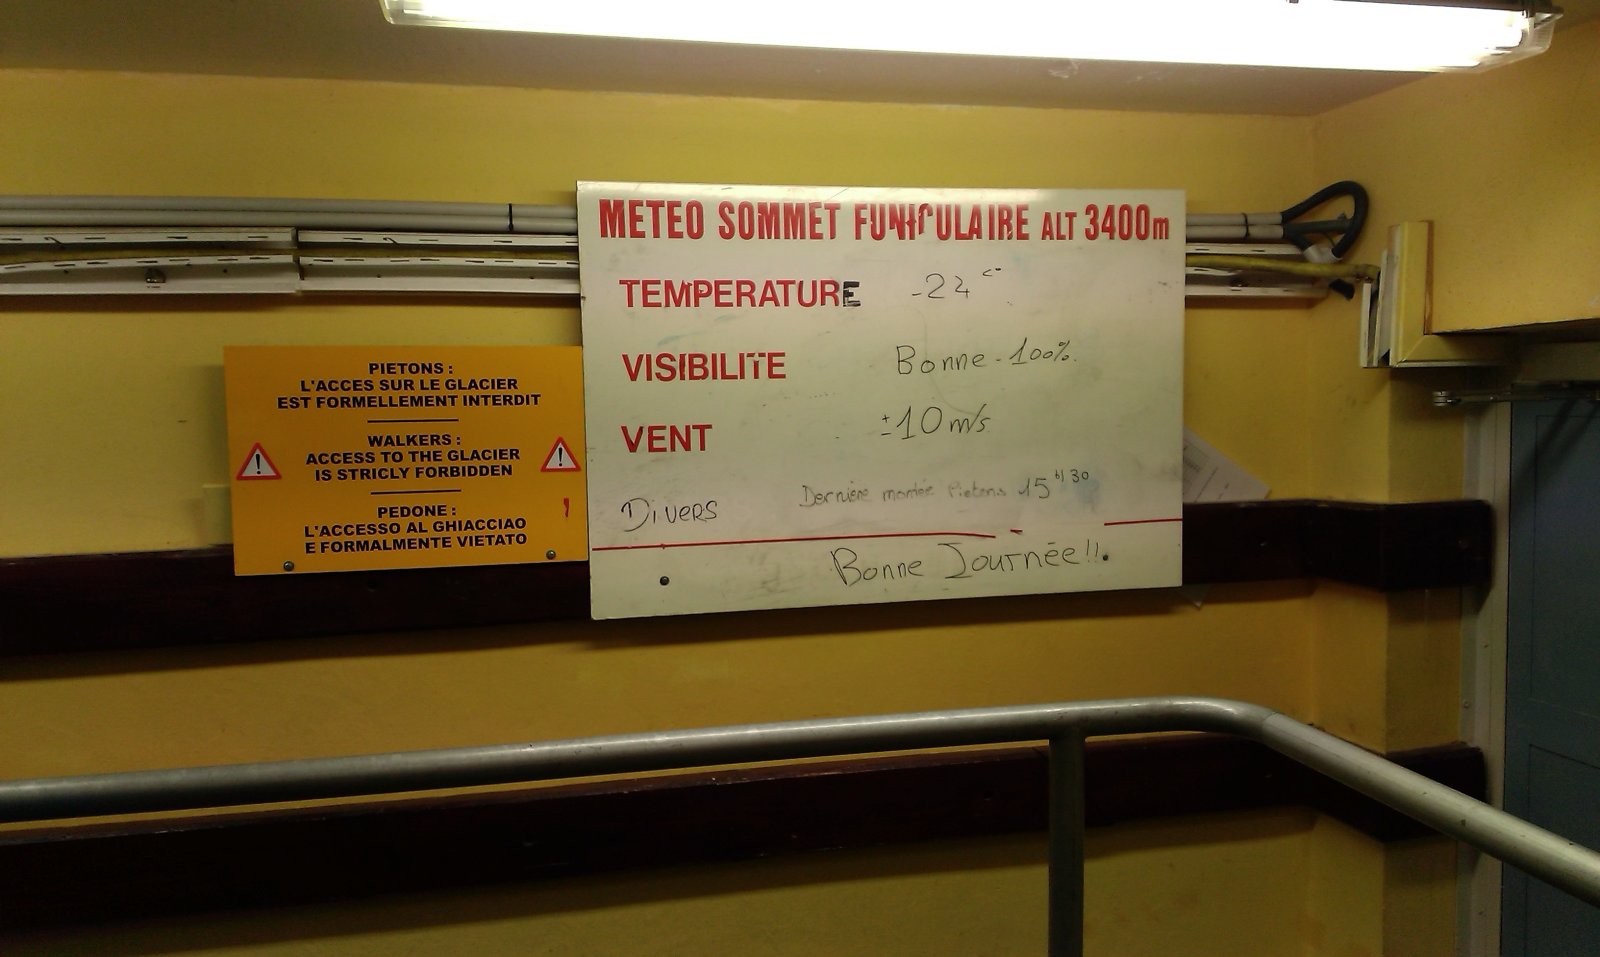 METEO SOMMET FUNICULAIRE ALT 3400m
TEMPERATURE -24 C°
VISIBILITE Bonne - 100%.
VENT ±10 m/s
Divers Dernière montée Pietons 15H30
Bonne Journée!!.
PIETONS :
L'ACCES SUR LE GLACIER
EST FORMELLEMENT INTERDIT
WALKERS :
ACCESS TO THE GLACIER
IS STRICLY FORBIDDEN
PEDONE :
L'ACCESSO AL GHIACCIAO
E FORMALMENTE VIETATO